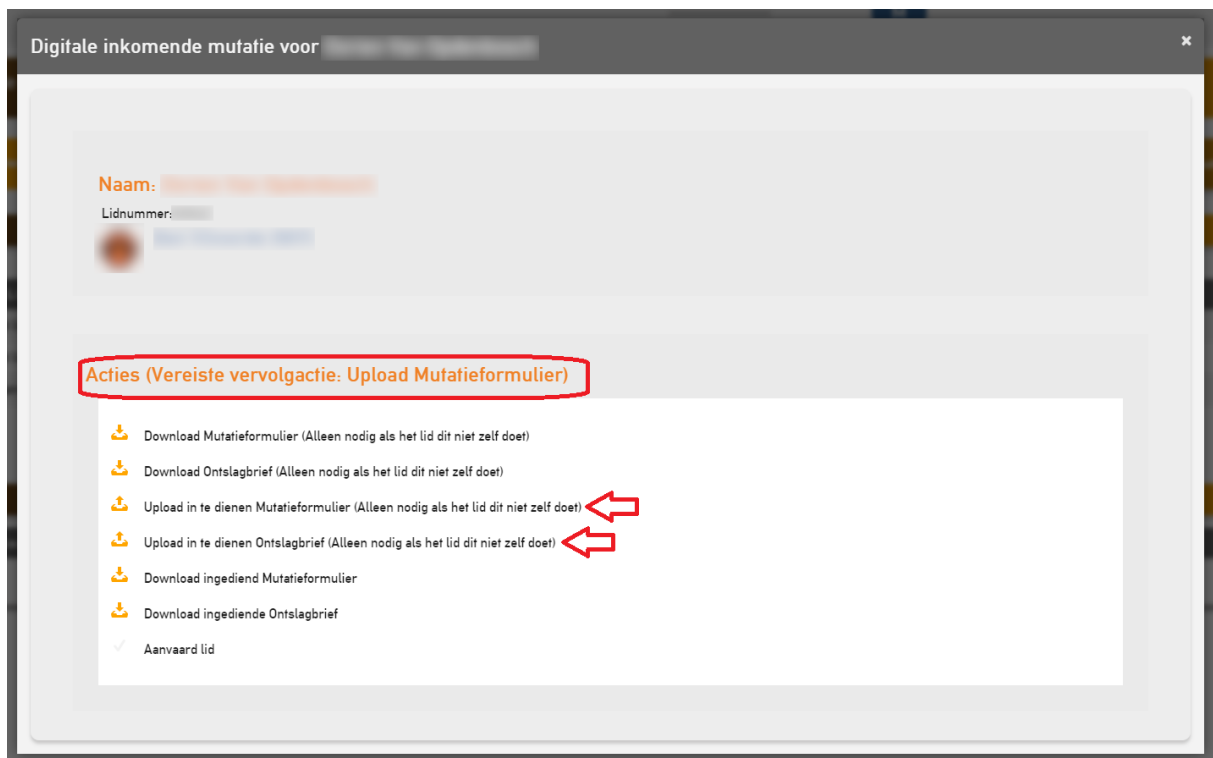 Digitale inkomende mutatie voor
×
Naam:
Lidnummer:
Acties (Vereiste vervolgactie: Upload Mutatieformulier)
Download Mutatieformulier (Alleen nodig als het lid dit niet zelf doet)
Download Ontslagbrief (Alleen nodig als het lid dit niet zelf doet)
Upload in te dienen Mutatieformulier (Alleen nodig als het lid dit niet zelf doet)
Upload in te dienen Ontslagbrief (Alleen nodig als het lid dit niet zelf doet)
Download ingediend Mutatieformulier
Download ingediende Ontslagbrief
Aanvaard lid